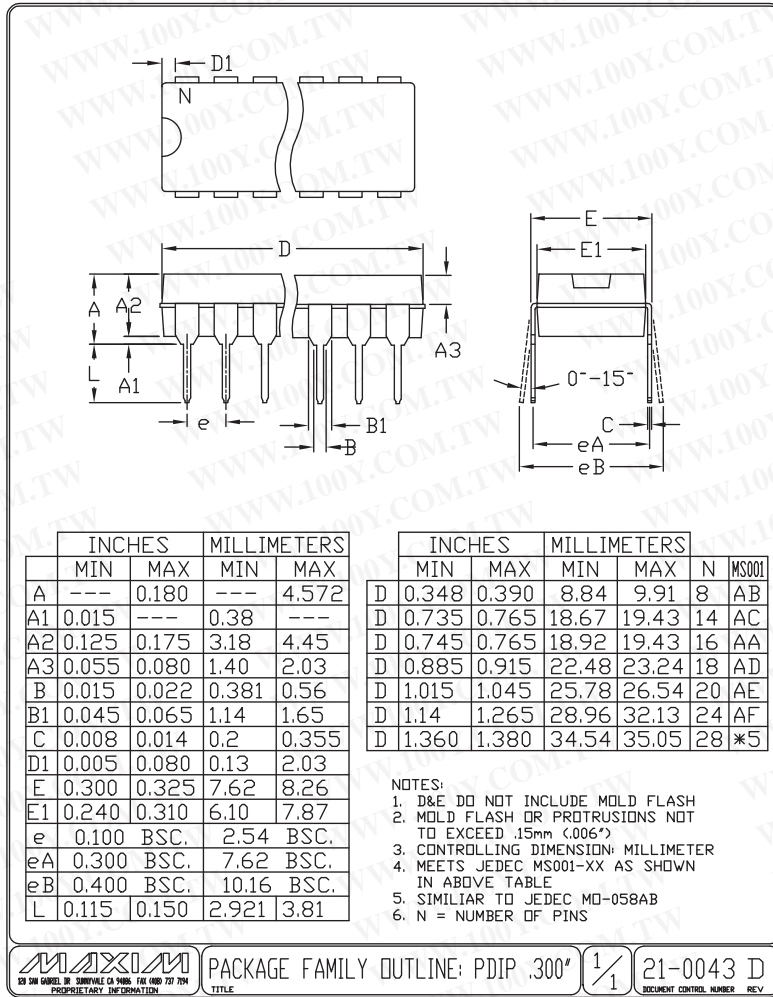 D1
N
D
E
E1
A
A2
A3
A1
L
0°-15°
e
B1
B
C
eA
eB
INCHES MILLIMETERS
MIN MAX MIN MAX
A --- 0.180 --- 4.572
A1 0.015 --- 0.38 ---
A2 0.125 0.175 3.18 4.45
A3 0.055 0.080 1.40 2.03
B 0.015 0.022 0.381 0.56
B1 0.045 0.065 1.14 1.65
C 0.008 0.014 0.2 0.355
D1 0.005 0.080 0.13 2.03
E 0.300 0.325 7.62 8.26
E1 0.240 0.310 6.10 7.87
e 0.100 BSC. 2.54 BSC.
eA 0.300 BSC. 7.62 BSC.
eB 0.400 BSC. 10.16 BSC.
L 0.115 0.150 2.921 3.81
INCHES MILLIMETERS
MIN MAX MIN MAX N MS001
D 0.348 0.390 8.84 9.91 8 AB
D 0.735 0.765 18.67 19.43 14 AC
D 0.745 0.765 18.92 19.43 16 AA
D 0.885 0.915 22.48 23.24 18 AD
D 1.015 1.045 25.78 26.54 20 AE
D 1.14 1.265 28.96 32.13 24 AF
D 1.360 1.380 34.54 35.05 28 *5
NOTES:
1. D&E DO NOT INCLUDE MOLD FLASH
2. MOLD FLASH OR PROTRUSIONS NOT
TO EXCEED .15mm (.006")
3. CONTROLLING DIMENSION: MILLIMETER
4. MEETS JEDEC MS001-XX AS SHOWN
IN ABOVE TABLE
5. SIMILIAR TO JEDEC MO-058AB
6. N = NUMBER OF PINS
MAXIM
120 SAN GABRIEL DR SUNNYVALE CA 94086 FAX (408) 737 7194
PROPRIETARY INFORMATION
PACKAGE FAMILY OUTLINE: PDIP .300"
TITLE
1/1
21-0043 D
DOCUMENT CONTROL NUMBER REV
WWW.100Y.COM.TW